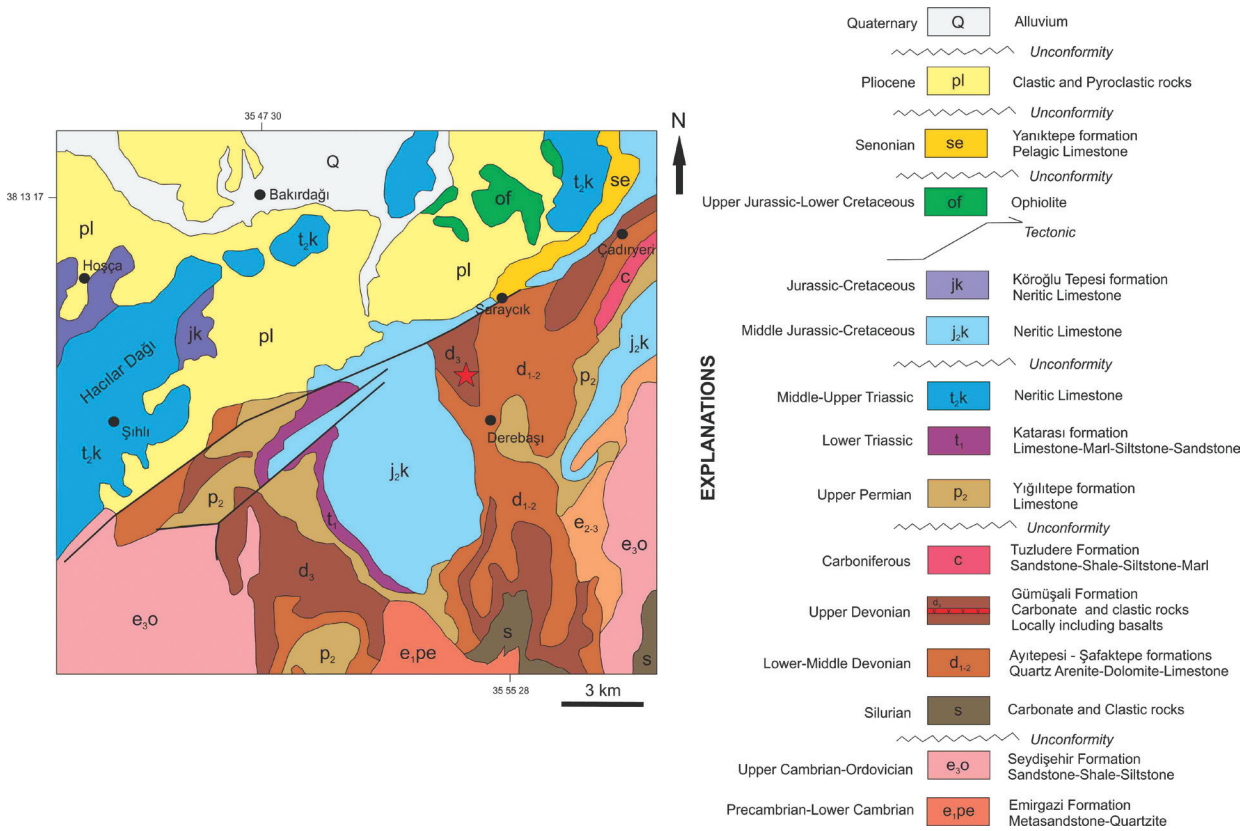 35 47 30
N
38 13 17
Q
Bakırdağı
t₂k
of
t₂k
se
pl
Çadıryeri
t₂k
Hoşça
pl
c
Saraycık
jk
pl
j₂k
Hacılar Dağı
d₃
d₁₋₂
p₂
Şıhlı
Derebaşı
t₂k
j₂k
p₂
d₁₋₂
t₁
e₂₋₃
e₃o
d₃
e₃o
s
p₂
e₁pe
s
35 55 28
3 km
EXPLANATIONS
Quaternary Q Alluvium
Unconformity
Pliocene pl Clastic and Pyroclastic rocks
Unconformity
Senonian se Yanıktepe formation
Pelagic Limestone
Unconformity
Upper Jurassic-Lower Cretaceous of Ophiolite
Tectonic
Jurassic-Cretaceous jk Köroğlu Tepesi formation
Neritic Limestone
Middle Jurassic-Cretaceous j₂k Neritic Limestone
Unconformity
Middle-Upper Triassic t₂k Neritic Limestone
Lower Triassic t₁ Katarası formation
Limestone-Marl-Siltstone-Sandstone
Upper Permian p₂ Yığılıtepe formation
Limestone
Unconformity
Carboniferous c Tuzludere Formation
Sandstone-Shale-Siltstone-Marl
Upper Devonian d₃ Gümüşali Formation
Carbonate and clastic rocks
Locally including basalts
Lower-Middle Devonian d₁₋₂ Ayıtepesi - Şafaktepe formations
Quartz Arenite-Dolomite-Limestone
Silurian s Carbonate and Clastic rocks
Unconformity
Upper Cambrian-Ordovician e₃o Seydişehir Formation
Sandstone-Shale-Siltstone
Precambrian-Lower Cambrian e₁pe Emirgazi Formation
Metasandstone-Quartzite